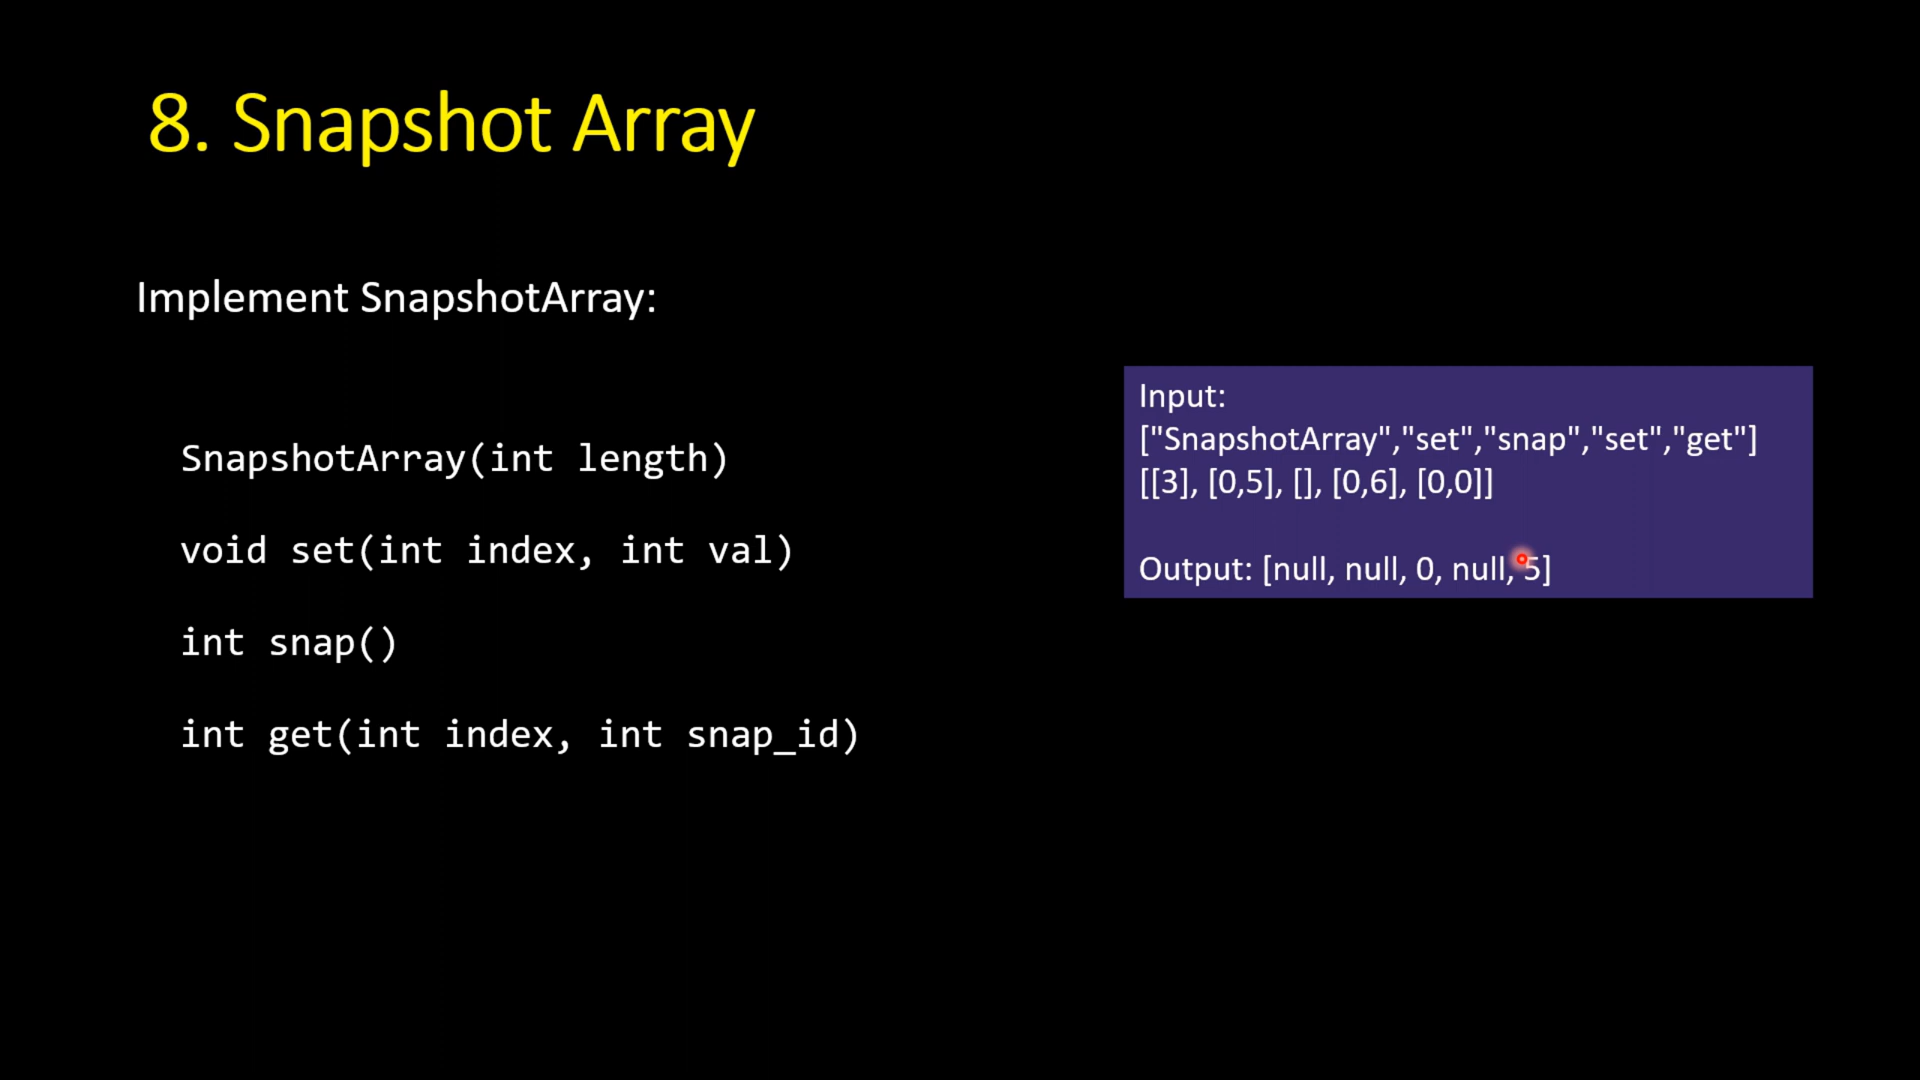 8. Snapshot Array
Implement SnapshotArray:
SnapshotArray(int length)
void set(int index, int val)
int snap()
int get(int index, int snap_id)
Input:
["SnapshotArray","set","snap","set","get"]
[[3], [0,5], [], [0,6], [0,0]]
Output: [null, null, 0, null, 5]